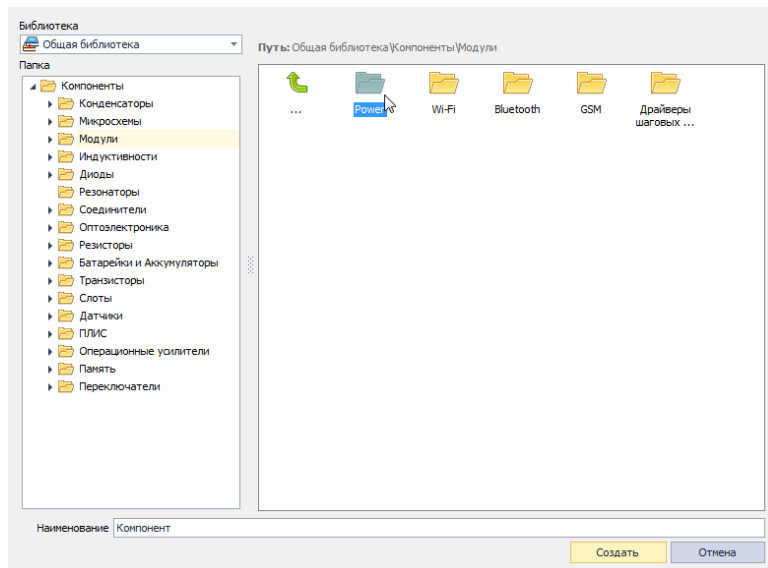 Библиотека
Общая библиотека
Папка
Компоненты
Конденсаторы
Микросхемы
Модули
Индуктивности
Диоды
Резонаторы
Соединители
Оптоэлектроника
Резисторы
Батарейки и Аккумуляторы
Транзисторы
Слоты
Датчики
ПЛИС
Операционные усилители
Память
Переключатели
Путь: Общая библиотека\Компоненты\Модули
... Power Wi-Fi Bluetooth GSM Драйверы
шаговых ...
Наименование Компонент
Создать Отмена